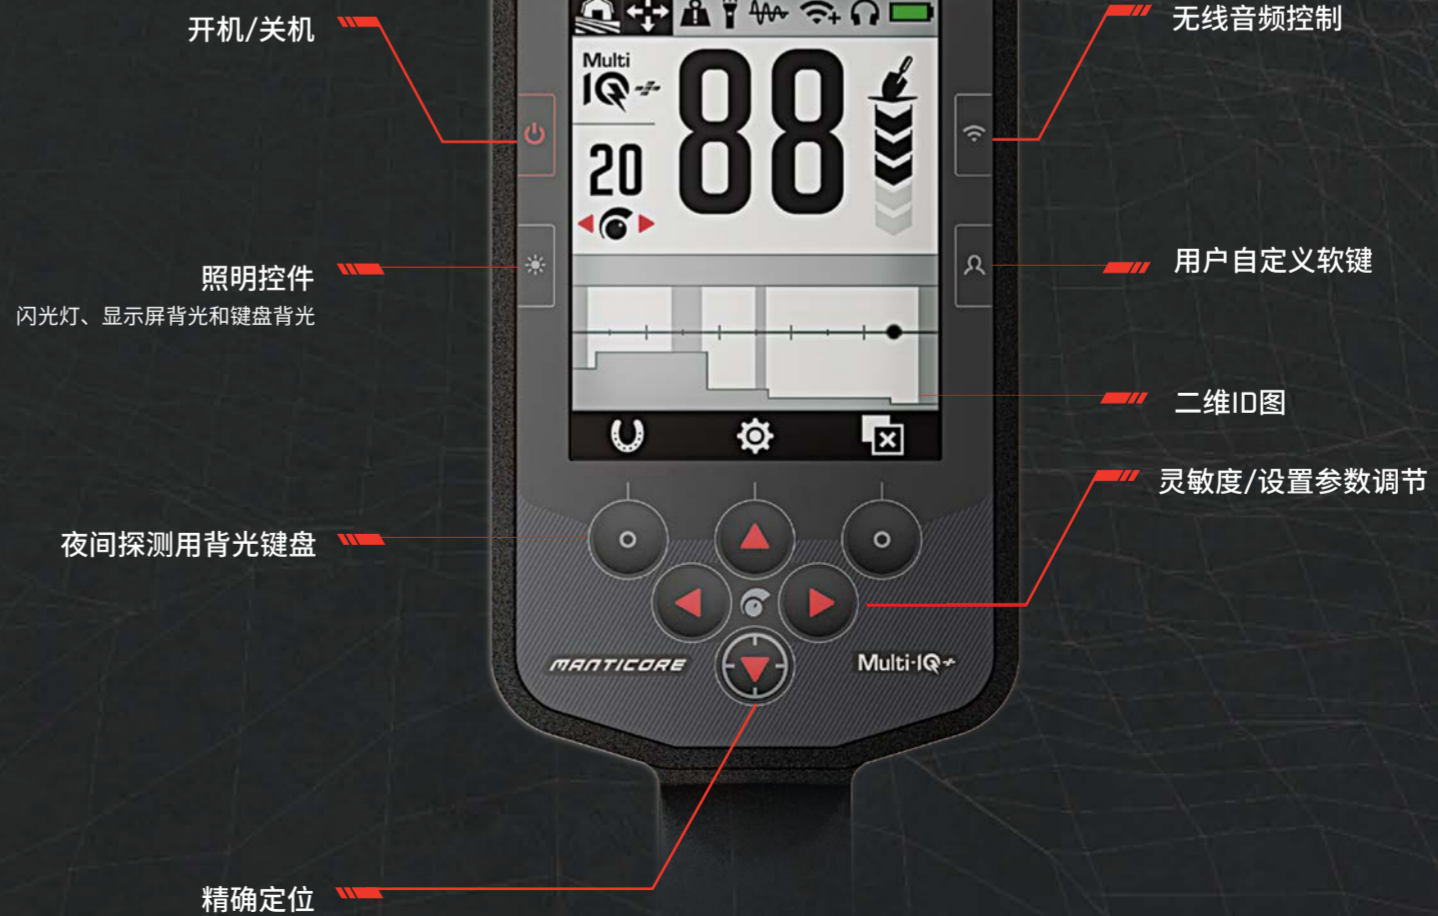 开机/关机
无线音频控制
Multi
IQ
88
20
照明控件
闪光灯、显示屏背光和键盘背光
用户自定义软键
二维ID图
灵敏度/设置参数调节
夜间探测用背光键盘
MANTICORE
Multi-IQ+
精确定位